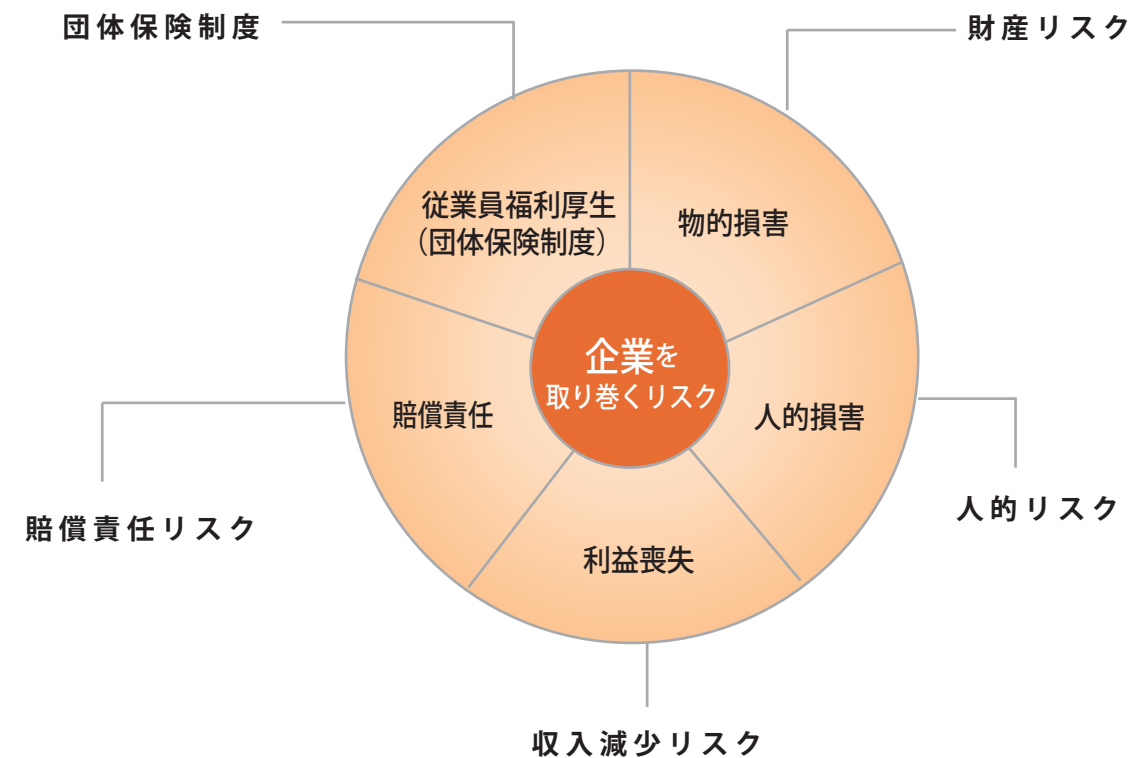 団体保険制度
財産リスク
従業員福利厚生
（団体保険制度）
物的損害
企業を
取り巻くリスク
賠償責任
人的損害
賠償責任リスク
人的リスク
利益喪失
収入減少リスク